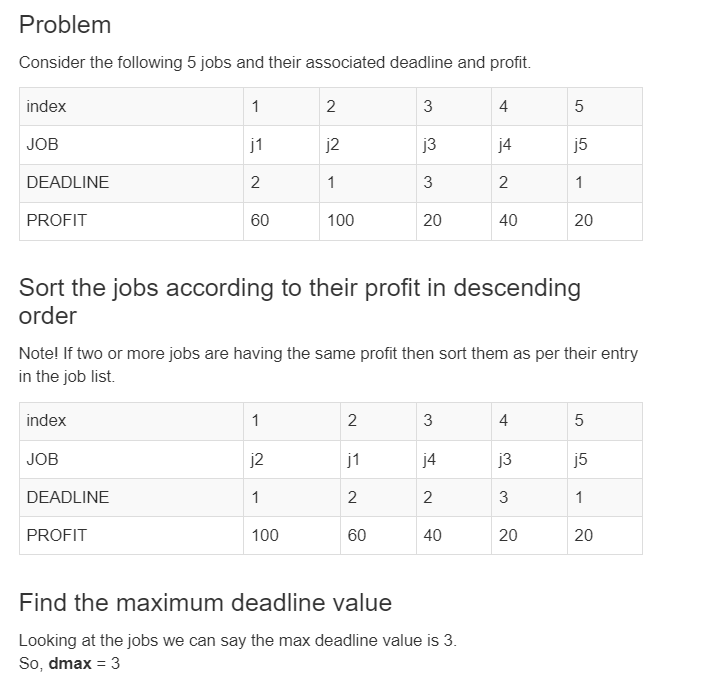 Problem
Consider the following 5 jobs and their associated deadline and profit.
index 1 2 3 4 5
JOB j1 j2 j3 j4 j5
DEADLINE 2 1 3 2 1
PROFIT 60 100 20 40 20
Sort the jobs according to their profit in descending
order
Note! If two or more jobs are having the same profit then sort them as per their entry
in the job list.
index 1 2 3 4 5
JOB j2 j1 j4 j3 j5
DEADLINE 1 2 2 3 1
PROFIT 100 60 40 20 20
Find the maximum deadline value
Looking at the jobs we can say the max deadline value is 3.
So, dmax = 3